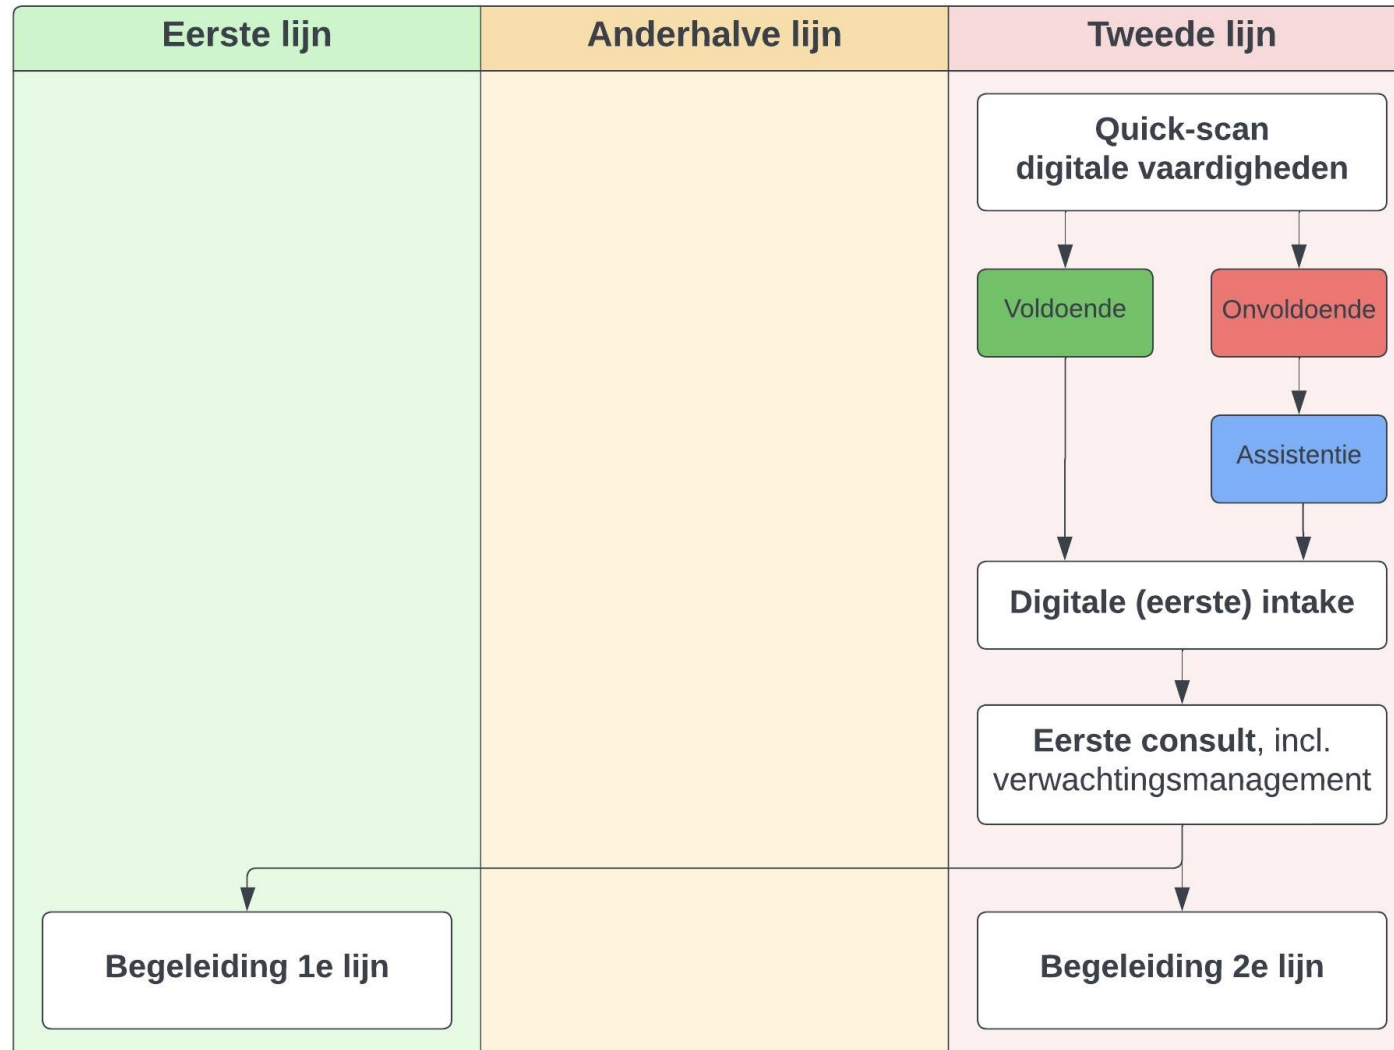 Eerste lijn
Anderhalve lijn
Tweede lijn
Quick-scan
digitale vaardigheden
Voldoende
Onvoldoende
Assistentie
Digitale (eerste) intake
Eerste consult, incl.
verwachtingsmanagement
Begeleiding 1e lijn
Begeleiding 2e lijn